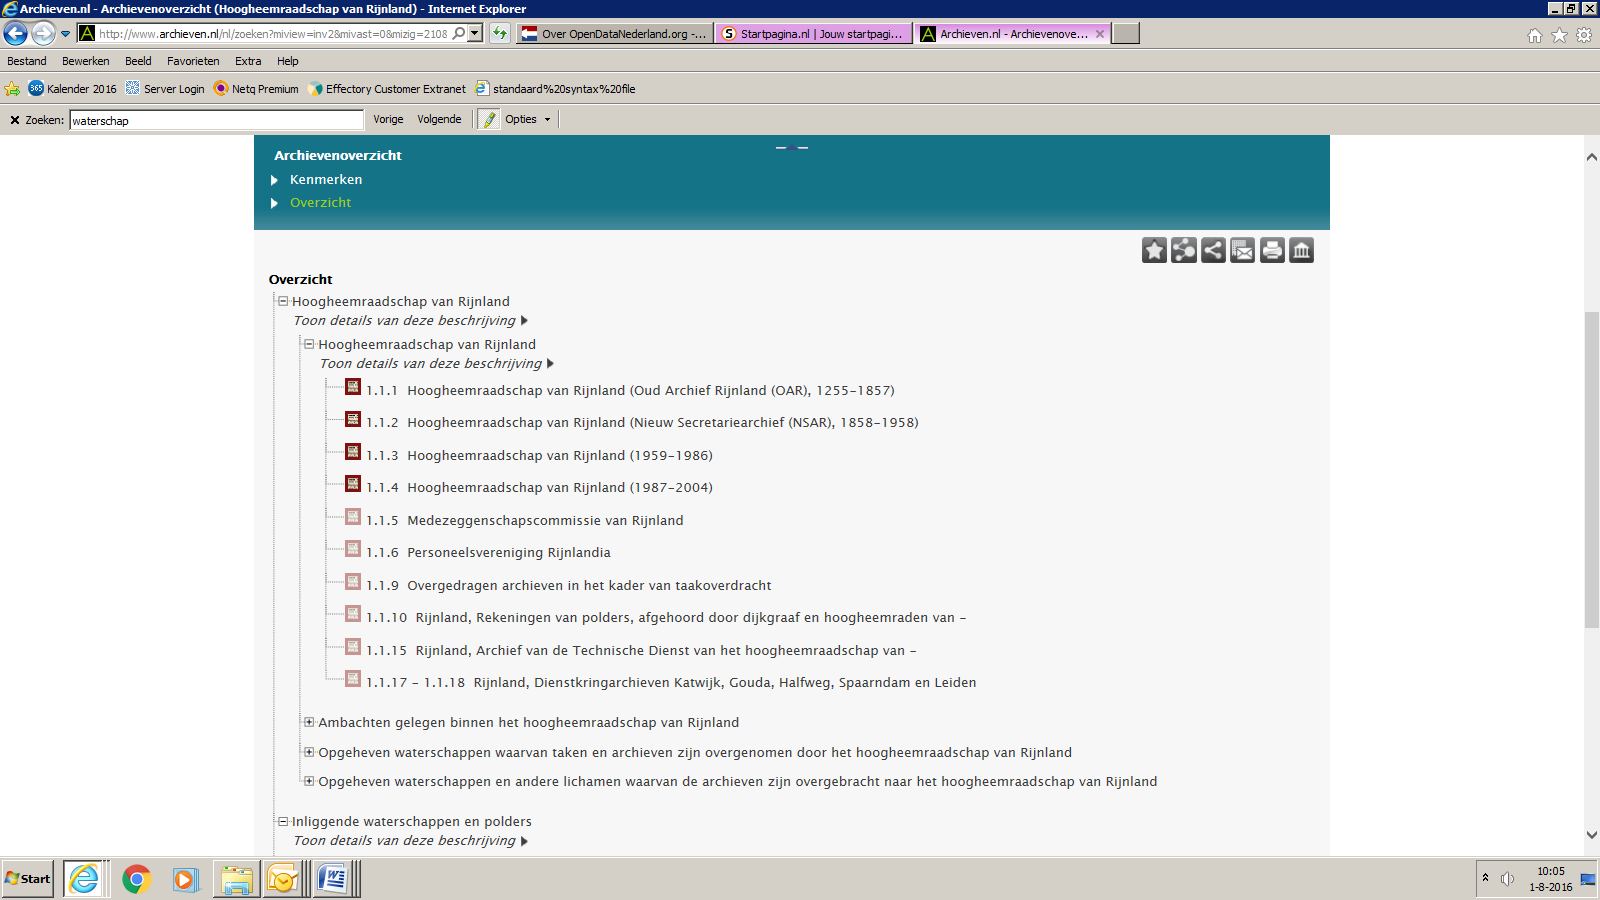 Archieven.nl - Archievenoverzicht (Hoogheemraadschap van Rijnland) - Internet Explorer
http://www.archieven.nl/nl/zoeken?miview=inv2&mivast=0&mizig=2108
Over OpenDataNederland.org -...
Startpagina.nl | Jouw startpagi...
Archieven.nl - Archievenove...
Bestand Bewerken Beeld Favorieten Extra Help
365 Kalender 2016 Server Login Netq Premium Effectory Customer Extranet standaard%20syntax%20file
Zoeken: waterschap Vorige Volgende Opties
Archievenoverzicht
Kenmerken
Overzicht
Overzicht
Hoogheemraadschap van Rijnland
Toon details van deze beschrijving
Hoogheemraadschap van Rijnland
Toon details van deze beschrijving
1.1.1 Hoogheemraadschap van Rijnland (Oud Archief Rijnland (OAR), 1255-1857)
1.1.2 Hoogheemraadschap van Rijnland (Nieuw Secretariearchief (NSAR), 1858-1958)
1.1.3 Hoogheemraadschap van Rijnland (1959-1986)
1.1.4 Hoogheemraadschap van Rijnland (1987-2004)
1.1.5 Medezeggenschapscommissie van Rijnland
1.1.6 Personeelsvereniging Rijnlandia
1.1.9 Overgedragen archieven in het kader van taakoverdracht
1.1.10 Rijnland, Rekeningen van polders, afgehoord door dijkgraaf en hoogheemraden van -
1.1.15 Rijnland, Archief van de Technische Dienst van het hoogheemraadschap van -
1.1.17 - 1.1.18 Rijnland, Dienstkringarchieven Katwijk, Gouda, Halfweg, Spaarndam en Leiden
Ambachten gelegen binnen het hoogheemraadschap van Rijnland
Opgeheven waterschappen waarvan taken en archieven zijn overgenomen door het hoogheemraadschap van Rijnland
Opgeheven waterschappen en andere lichamen waarvan de archieven zijn overgebracht naar het hoogheemraadschap van Rijnland
Inliggende waterschappen en polders
Toon details van deze beschrijving
Start
10:05
1-8-2016